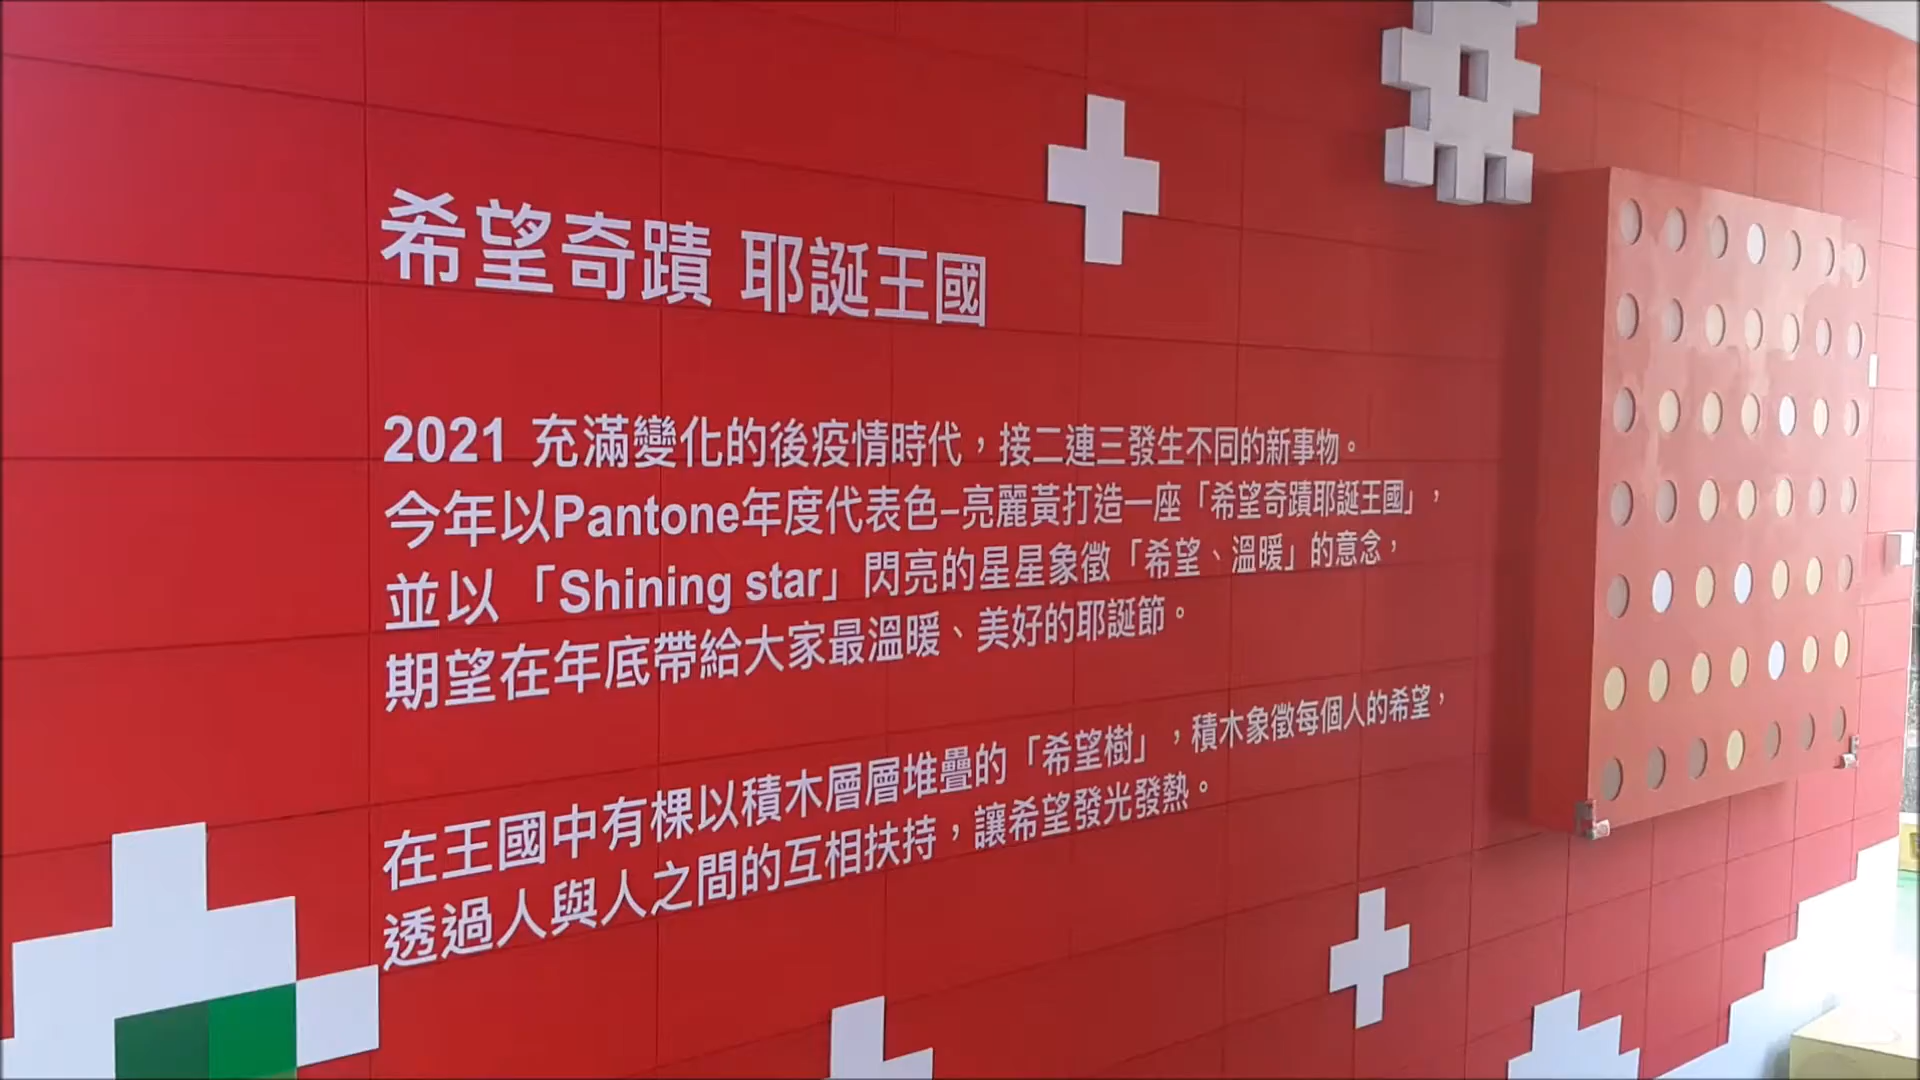 希望奇蹟 耶誕王國
2021 充滿變化的後疫情時代，接二連三發生不同的新事物。
今年以Pantone年度代表色–亮麗黃打造一座「希望奇蹟耶誕王國」，
並以「Shining star」閃亮的星星象徵「希望、溫暖」的意念，
期望在年底帶給大家最溫暖、美好的耶誕節。
在王國中有棵以積木層層堆疊的「希望樹」，積木象徵每個人的希望，
透過人與人之間的互相扶持，讓希望發光發熱。